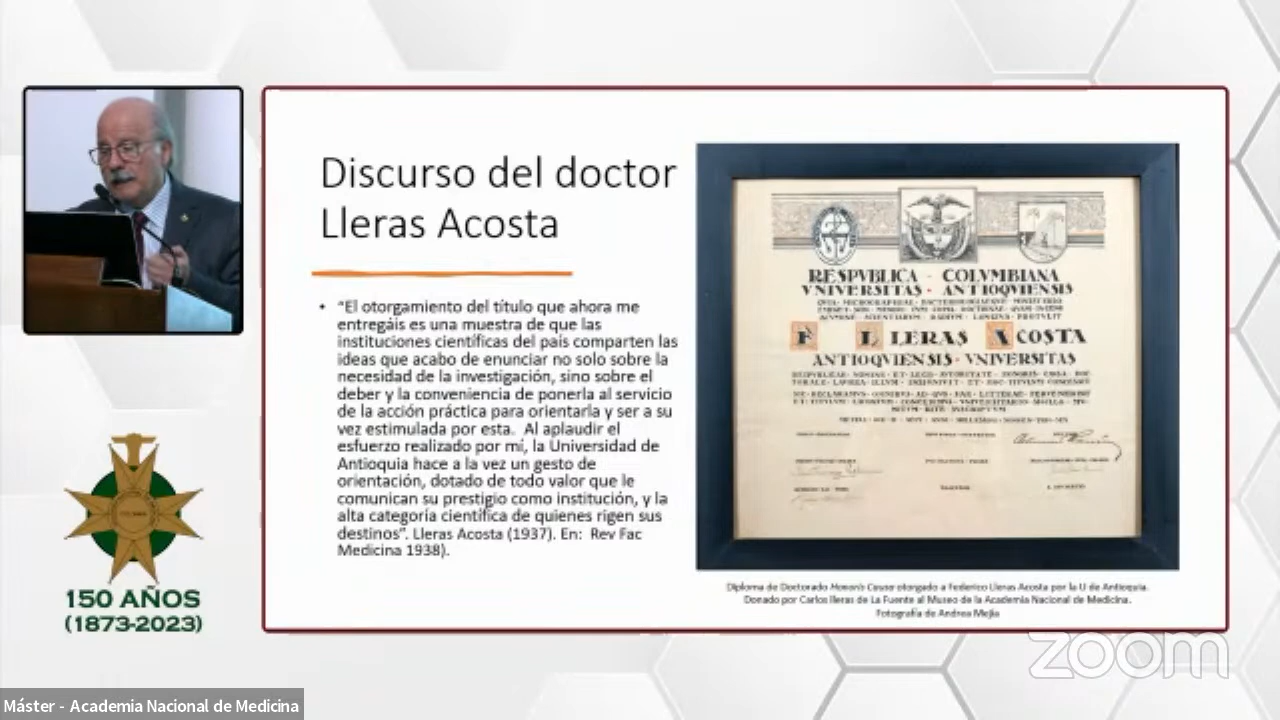 Discurso del doctor
Lleras Acosta
• “El otorgamiento del título que ahora me
entregáis es una muestra de que las
instituciones científicas del país comparten las
ideas que acabo de enunciar no solo sobre la
necesidad de la investigación, sino sobre el
deber y la conveniencia de ponerla al servicio
de la acción práctica para orientarla y ser a su
vez estimulada por esta. Al aplaudir el
esfuerzo realizado por mí, la Universidad de
Antioquia hace a la vez un gesto de
orientación, dotado de todo valor que le
comunican su prestigio como institución, y la
alta categoría científica de quienes rigen sus
destinos”. Lleras Acosta (1937). En: Rev Fac
Medicina 1938).
RESPVBLICA · COLVMBIANA
VNIVERSITAS · ANTIOQVIENSIS
F LLERAS ACOSTA
ANTIOQVIENSIS · VNIVERSITAS
Diploma de Doctorado Honoris Causa otorgado a Federico Lleras Acosta por la U de Antioquia.
Donado por Carlos lleras de La Fuente al Museo de la Academia Nacional de Medicina.
Fotografía de Andrea Mejía
150 AÑOS
(1873-2023)
zoom
Máster - Academia Nacional de Medicina